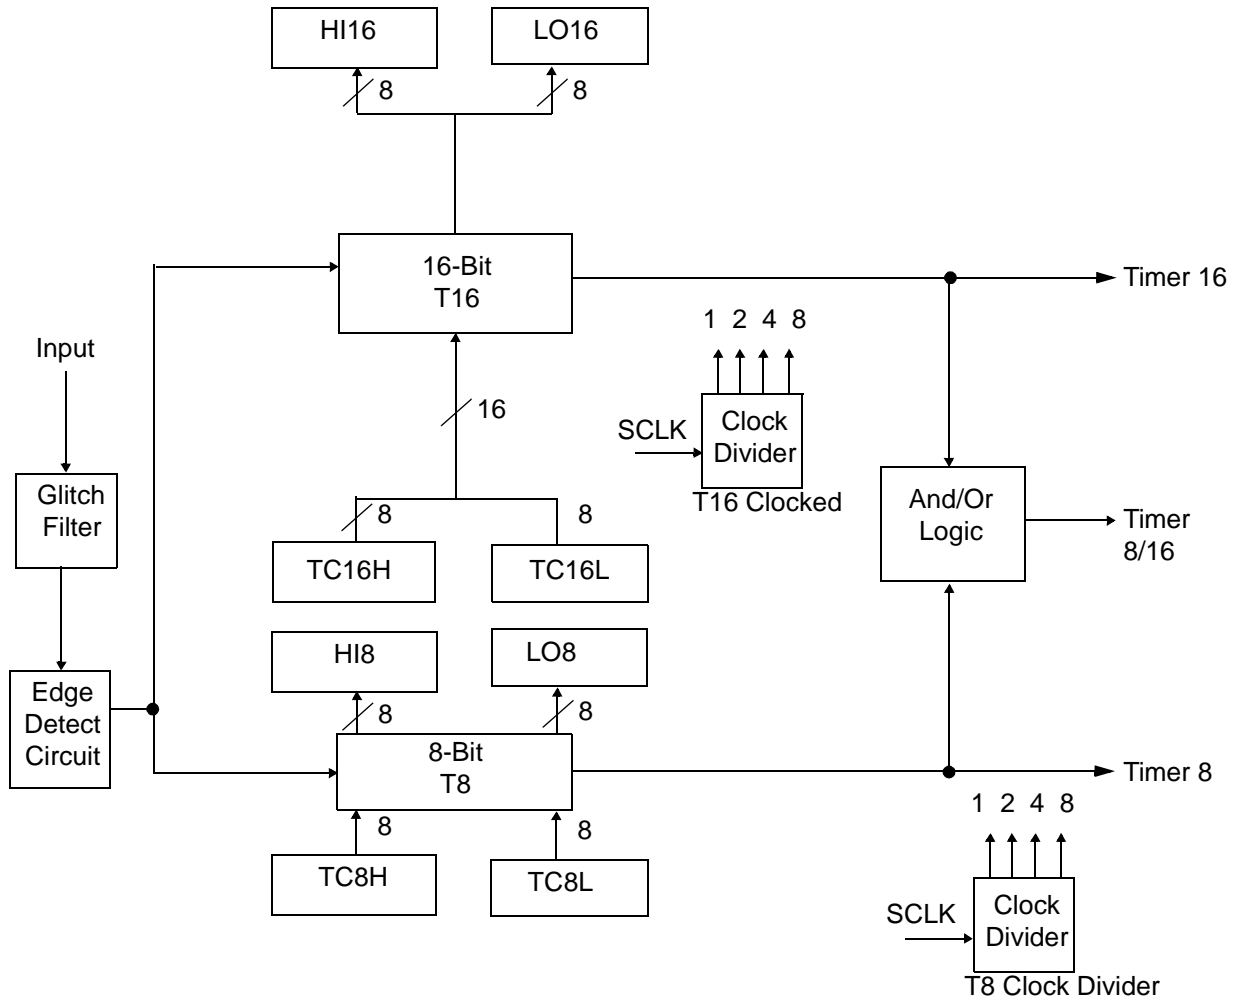 HI16
LO16
8
8
16-Bit
T16
Timer 16
1 2 4 8
Input
16
SCLK
Clock
Divider
T16 Clocked
Glitch
Filter
8
8
And/Or
Logic
Timer
8/16
TC16H
TC16L
HI8
LO8
Edge
Detect
Circuit
8
8
8-Bit
T8
Timer 8
1 2 4 8
8
8
TC8H
TC8L
SCLK
Clock
Divider
T8 Clock Divider